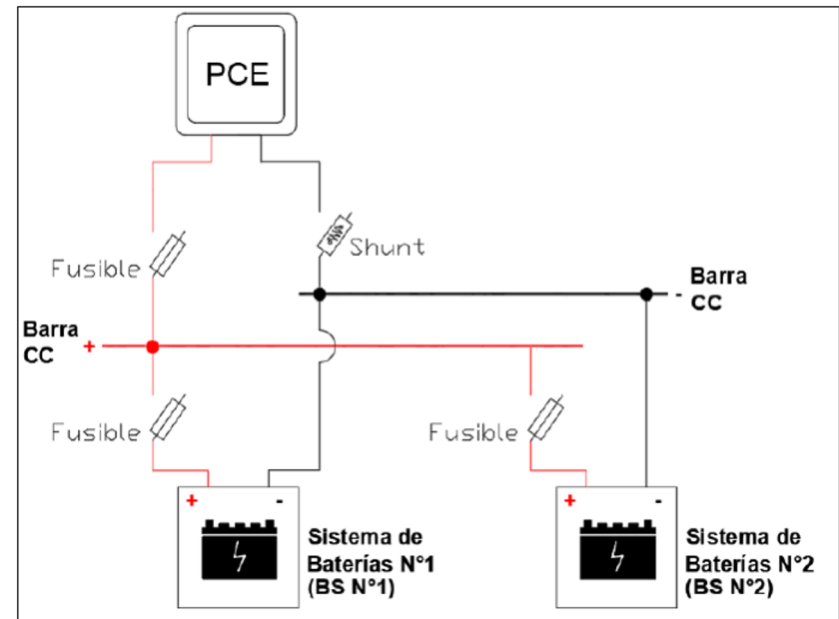 PCE
Fusible
Shunt
Barra
CC
-
Barra
CC
+
Fusible
Fusible
+ -
+ -
Sistema de
Baterías N°1
(BS N°1)
Sistema de
Baterías N°2
(BS N°2)